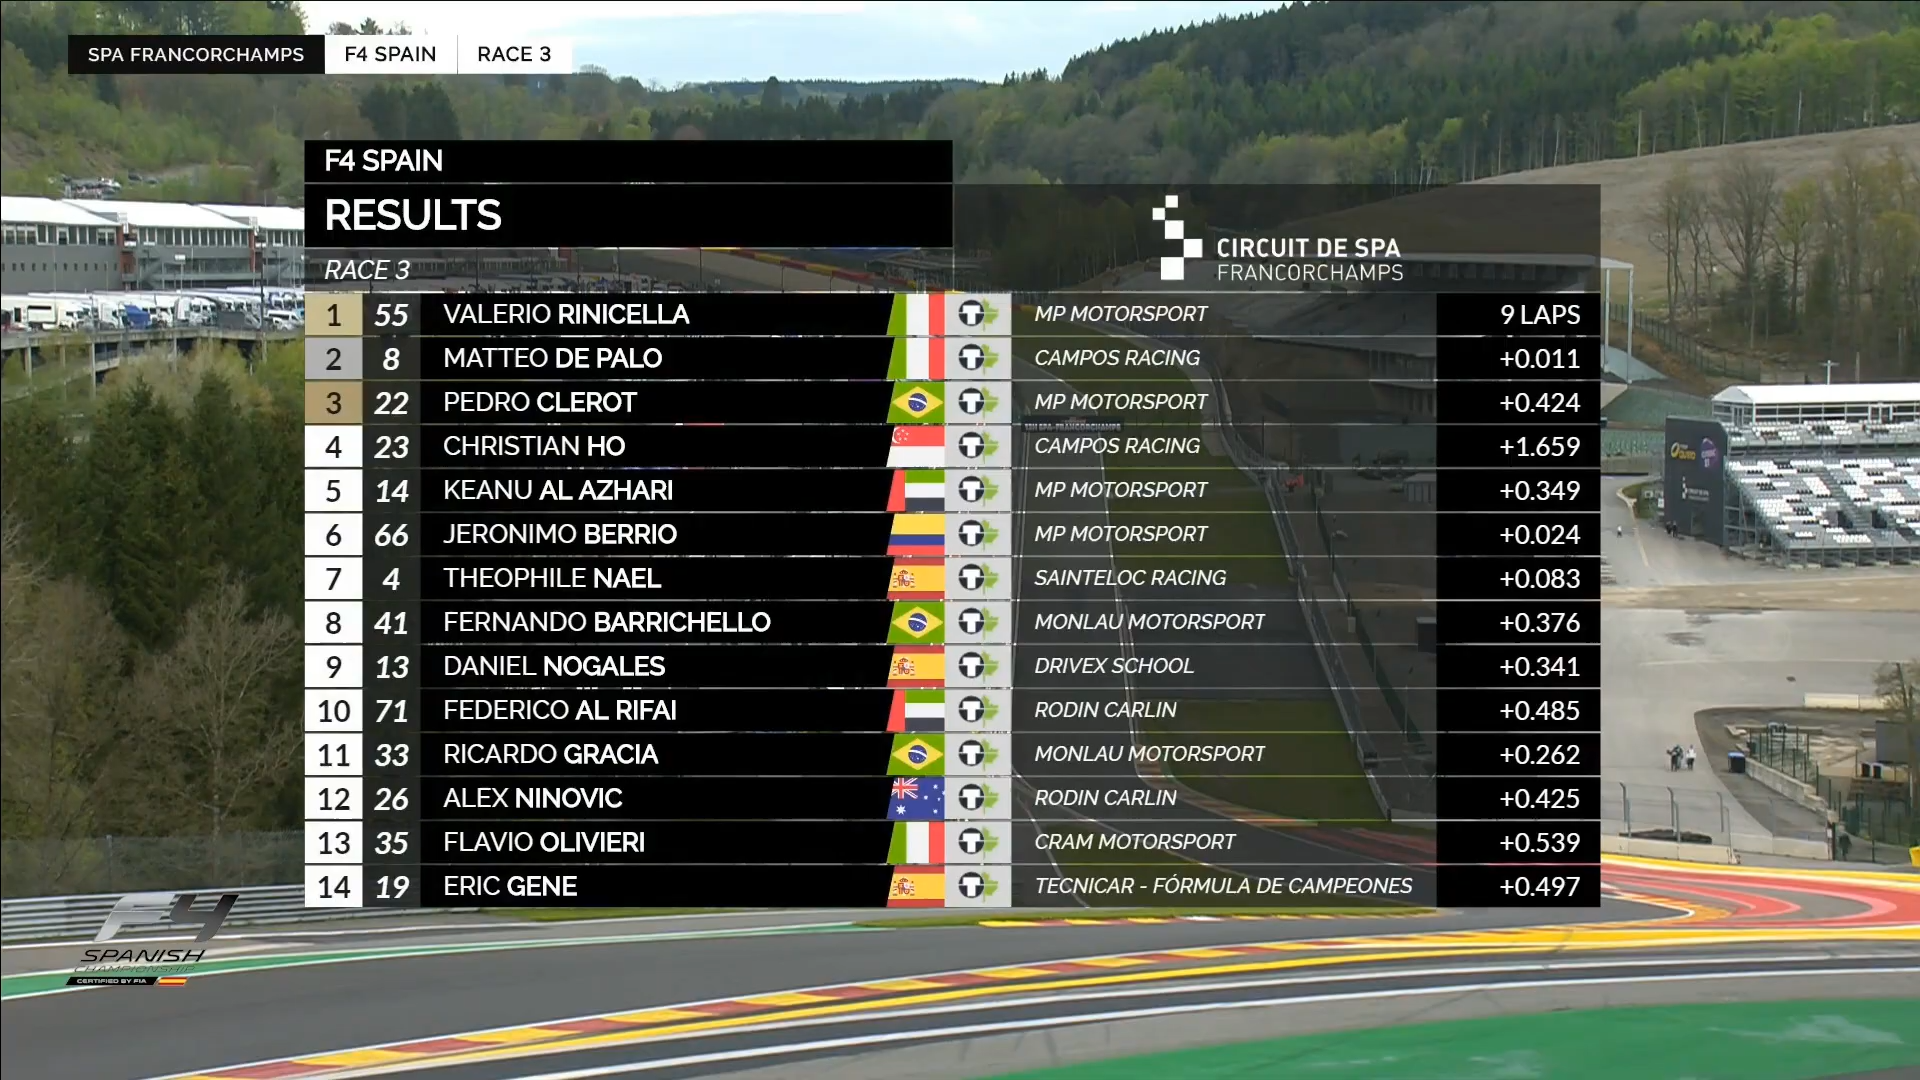 SPA FRANCORCHAMPS F4 SPAIN RACE 3
F4 SPAIN
RESULTS
CIRCUIT DE SPA
FRANCORCHAMPS
RACE 3
1 55 VALERIO RINICELLA T MP MOTORSPORT 9 LAPS
2 8 MATTEO DE PALO T CAMPOS RACING +0.011
3 22 PEDRO CLEROT T MP MOTORSPORT +0.424
4 23 CHRISTIAN HO T CAMPOS RACING +1.659
5 14 KEANU AL AZHARI T MP MOTORSPORT +0.349
6 66 JERONIMO BERRIO T MP MOTORSPORT +0.024
7 4 THEOPHILE NAEL T SAINTELOC RACING +0.083
8 41 FERNANDO BARRICHELLO T MONLAU MOTORSPORT +0.376
9 13 DANIEL NOGALES T DRIVEX SCHOOL +0.341
10 71 FEDERICO AL RIFAI T RODIN CARLIN +0.485
11 33 RICARDO GRACIA T MONLAU MOTORSPORT +0.262
12 26 ALEX NINOVIC T RODIN CARLIN +0.425
13 35 FLAVIO OLIVIERI T CRAM MOTORSPORT +0.539
14 19 ERIC GENE T TECNICAR - FÓRMULA DE CAMPEONES +0.497
F4
SPANISH
CHAMPIONSHIP
CERTIFIED BY FIA